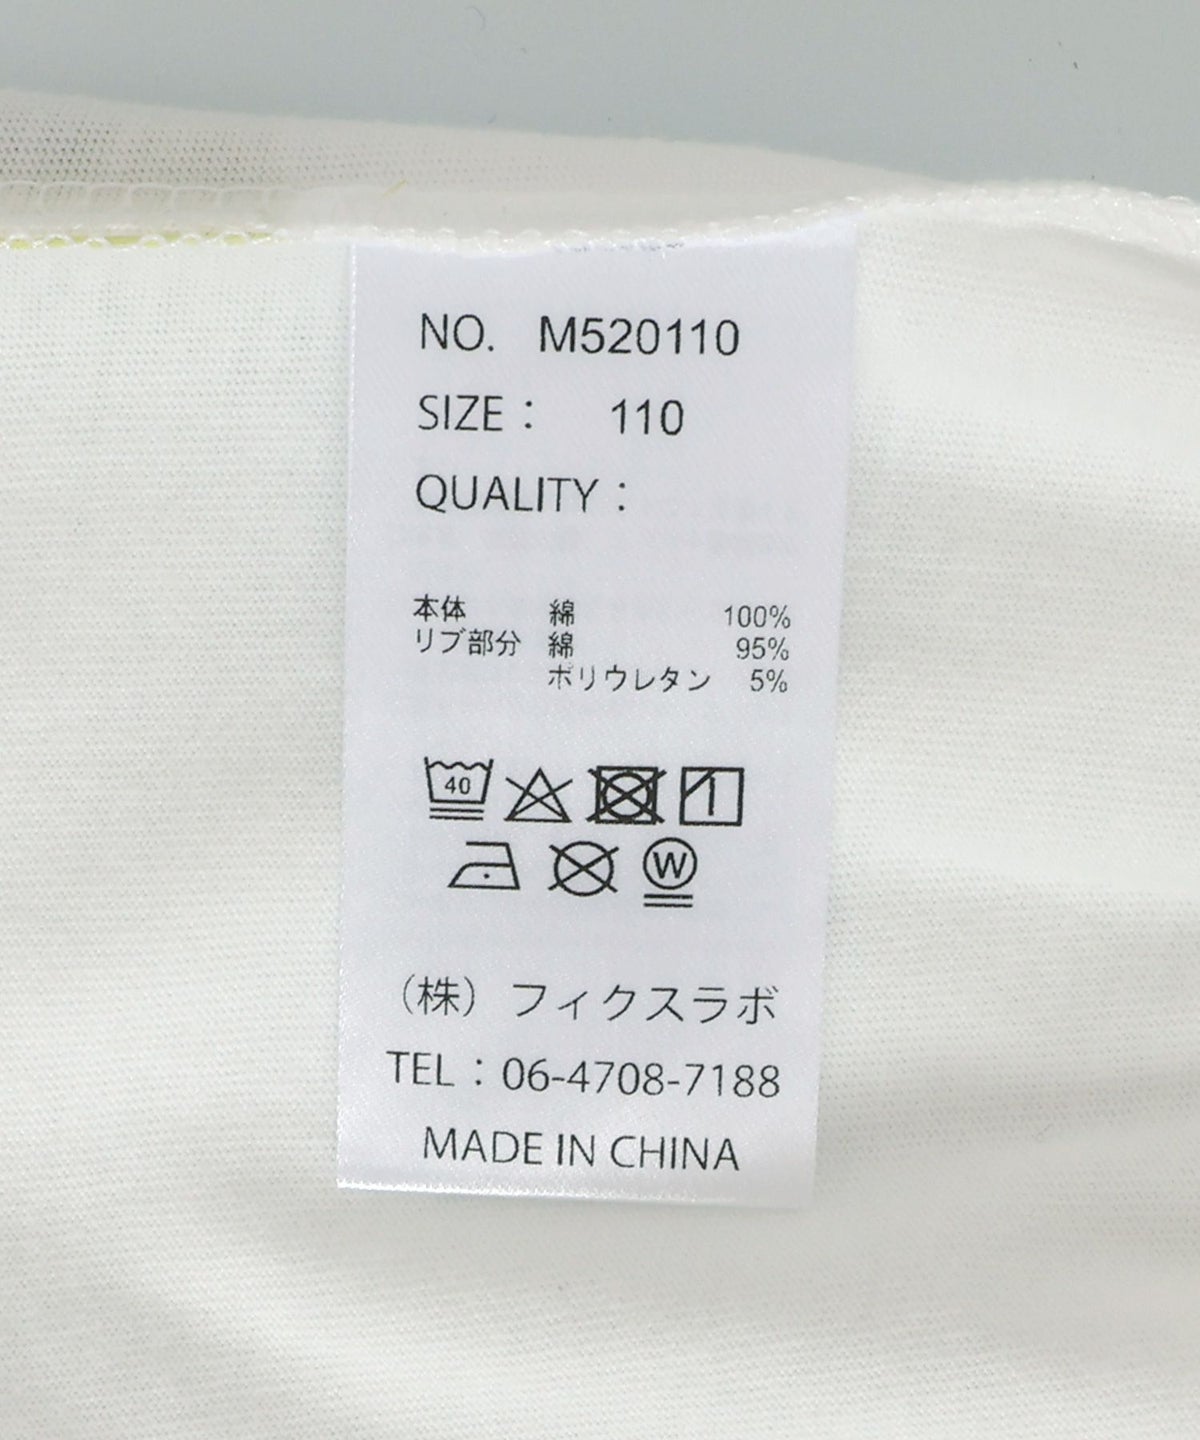 NO. M520110
SIZE： 110
QUALITY：
本体 綿 100%
リブ部分 綿 95%
ポリウレタン 5%
40
W
（株）フィクスラボ
TEL：06-4708-7188
MADE IN CHINA